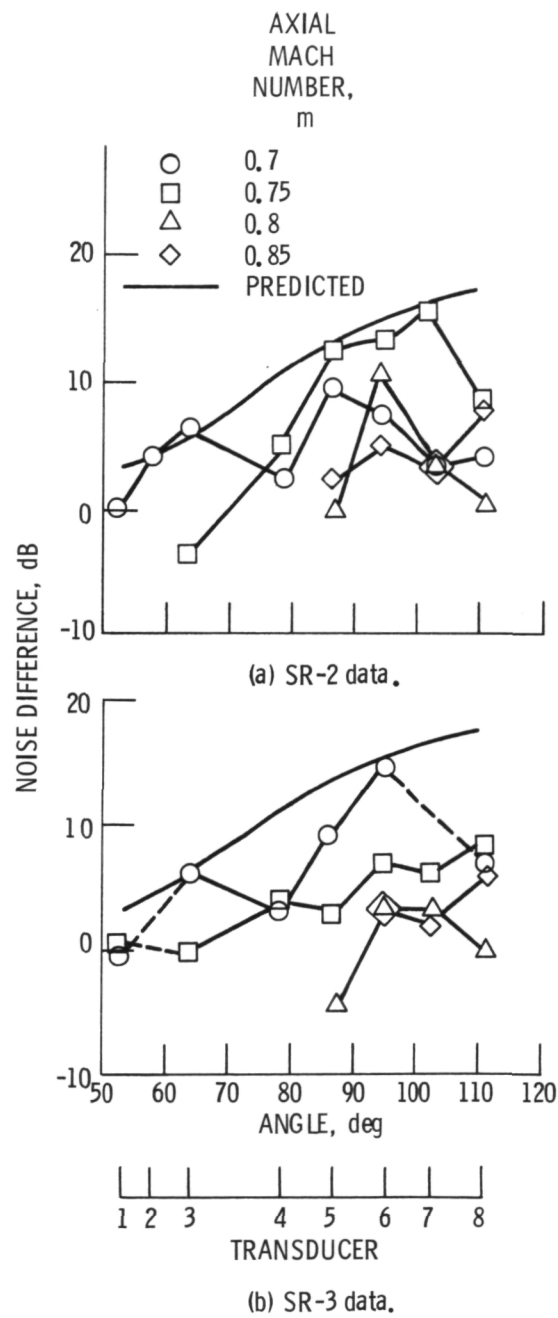 AXIAL
MACH
NUMBER,
m
0.7
0.75
0.8
0.85
PREDICTED
20
10
0
-10
(a) SR-2 data.
NOISE DIFFERENCE, dB
20
10
0
-10
50 60 70 80 90 100 110 120
ANGLE, deg
1 2 3 4 5 6 7 8
TRANSDUCER
(b) SR-3 data.